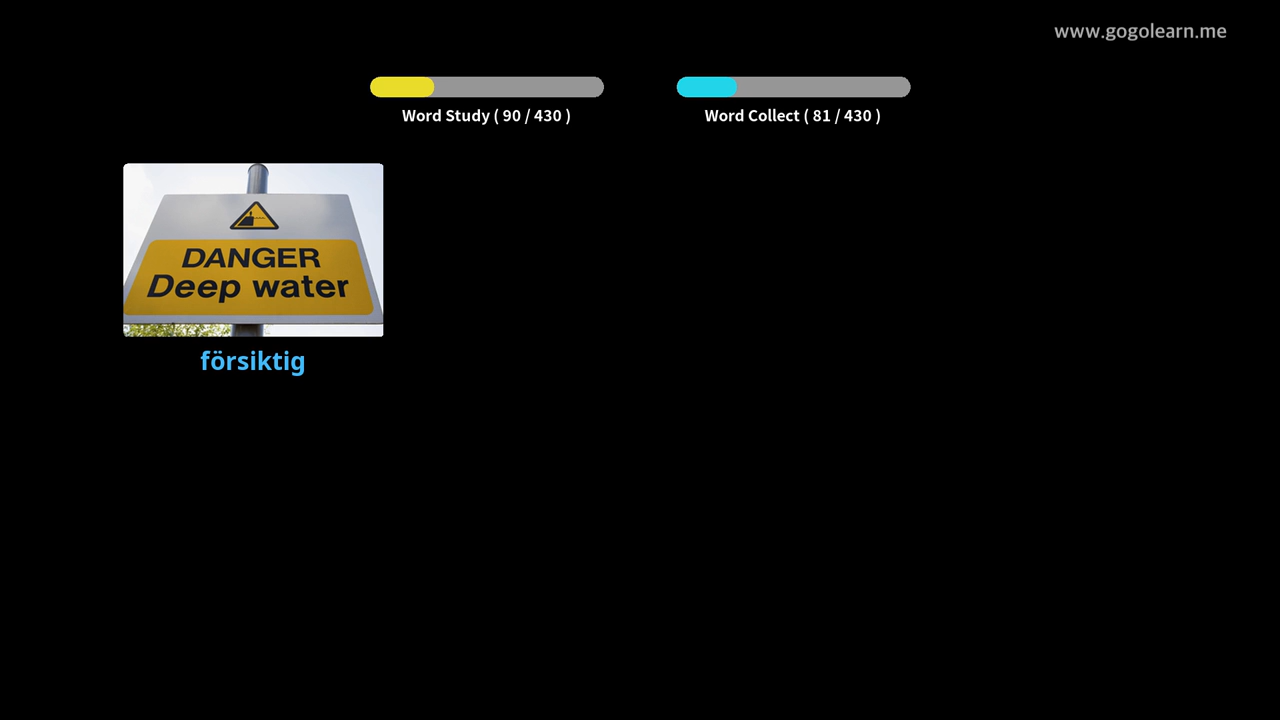 www.gogolearn.me
Word Study ( 90 / 430 )
Word Collect ( 81 / 430 )
DANGER
Deep water
försiktig